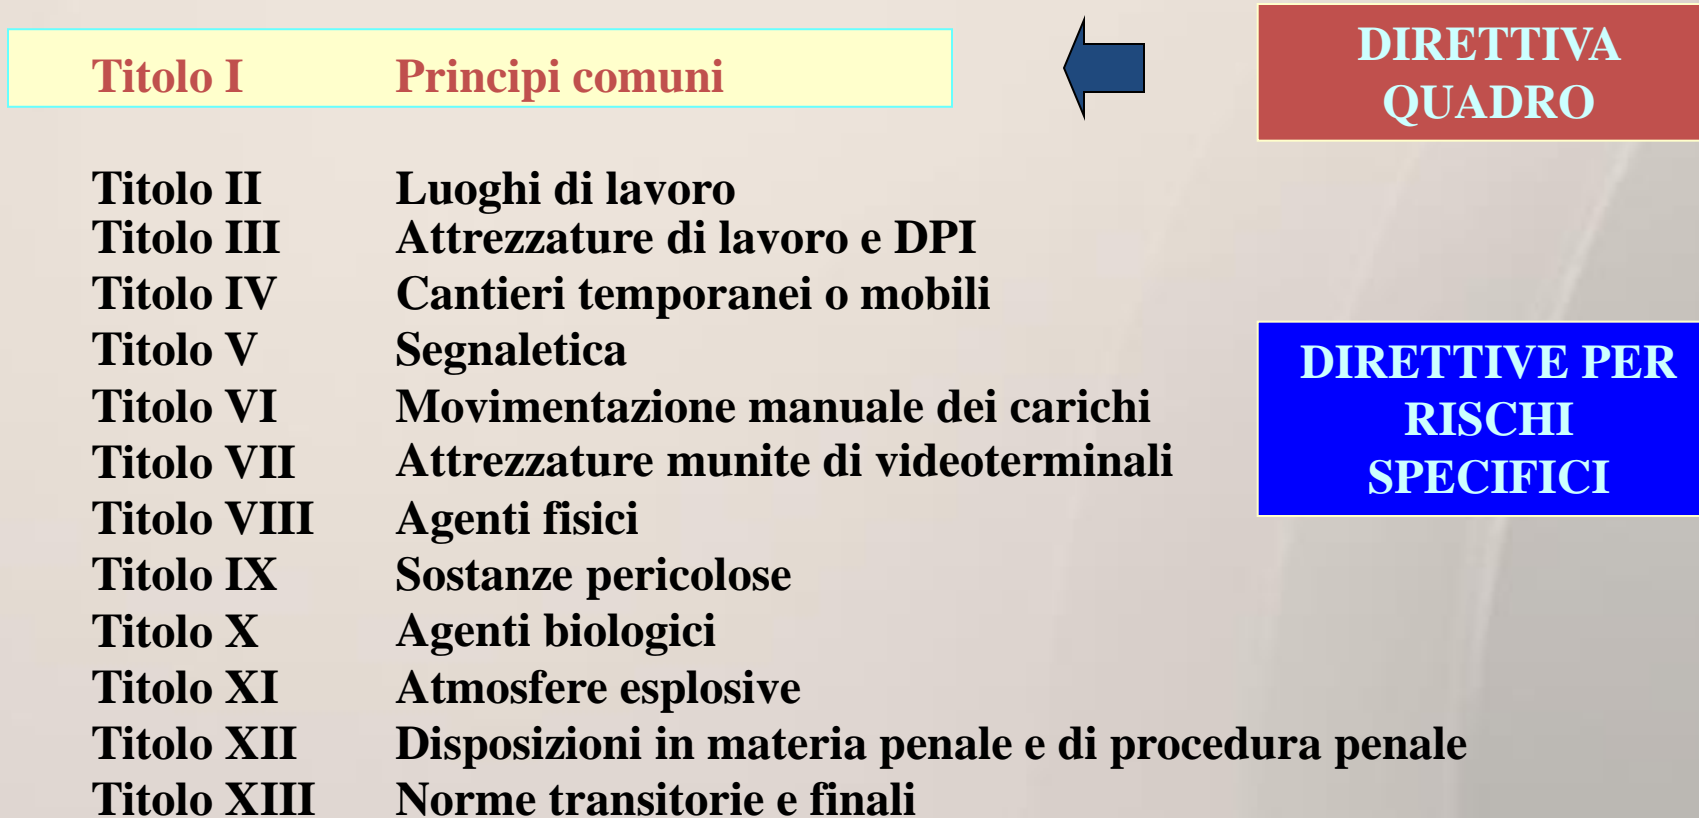 Titolo I Principi comuni
DIRETTIVA
QUADRO
Titolo II Luoghi di lavoro
Titolo III Attrezzature di lavoro e DPI
Titolo IV Cantieri temporanei o mobili
Titolo V Segnaletica
Titolo VI Movimentazione manuale dei carichi
Titolo VII Attrezzature munite di videoterminali
Titolo VIII Agenti fisici
Titolo IX Sostanze pericolose
Titolo X Agenti biologici
Titolo XI Atmosfere esplosive
Titolo XII Disposizioni in materia penale e di procedura penale
Titolo XIII Norme transitorie e finali
DIRETTIVE PER
RISCHI
SPECIFICI